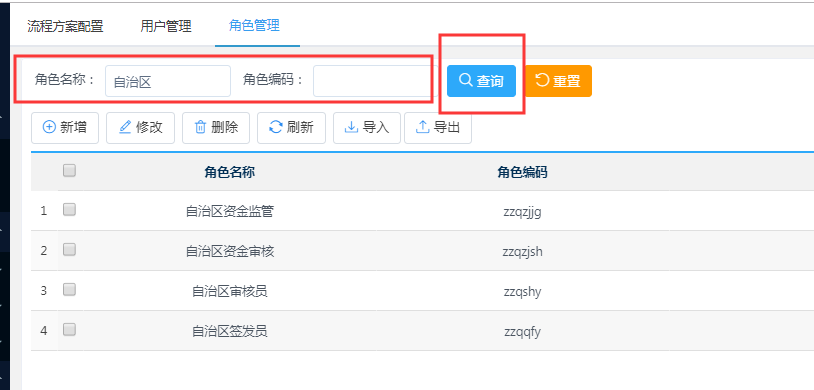 流程方案配置 用户管理 角色管理
角色名称： 自治区 角色编码： 查询 重置
新增 修改 删除 刷新 导入 导出
角色名称 角色编码
1 自治区资金监管 zzqzjjg
2 自治区资金审核 zzqzjsh
3 自治区审核员 zzqshy
4 自治区签发员 zzqqfy